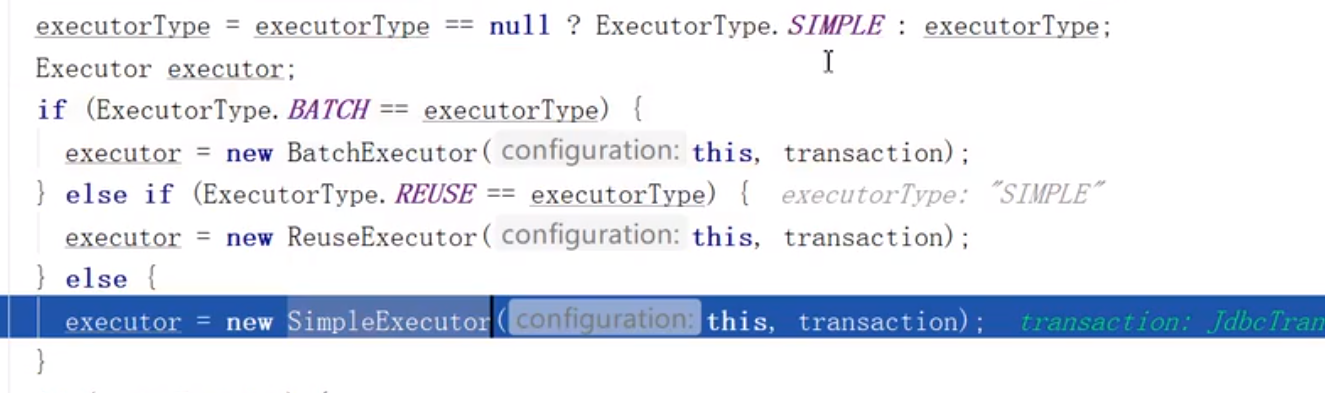 executorType = executorType == null ? ExecutorType.SIMPLE : executorType;
Executor executor;
if (ExecutorType.BATCH == executorType) {
executor = new BatchExecutor( configuration: this, transaction);
} else if (ExecutorType.REUSE == executorType) { executorType: "SIMPLE"
executor = new ReuseExecutor( configuration: this, transaction);
} else {
executor = new SimpleExecutor( configuration: this, transaction); transaction: JdbcTran
}